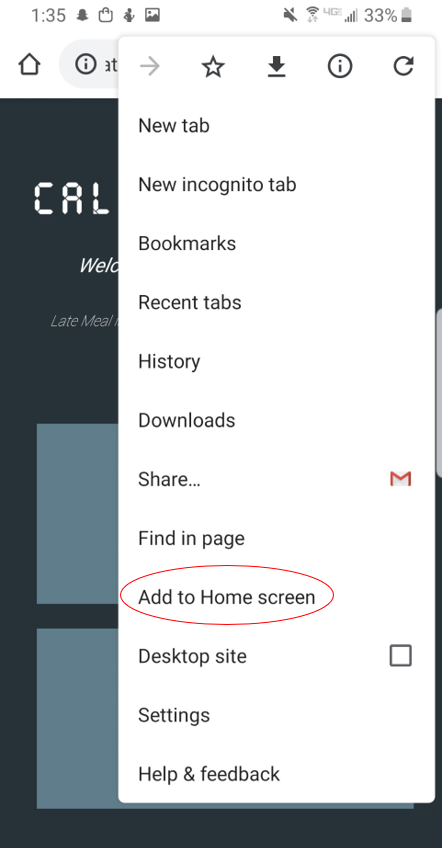 1:35 4GE 33%
at
New tab
New incognito tab
CAL
Bookmarks
Welc
Recent tabs
Late Meal
History
Downloads
Share...
Find in page
Add to Home screen
Desktop site
Settings
Help & feedback